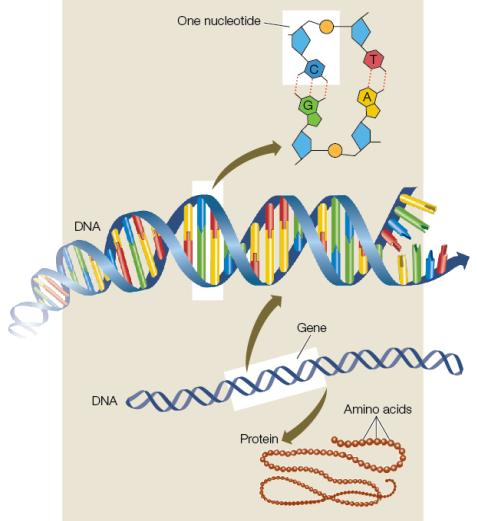 One nucleotide
C
T
G
A
DNA
Gene
DNA
Amino acids
Protein